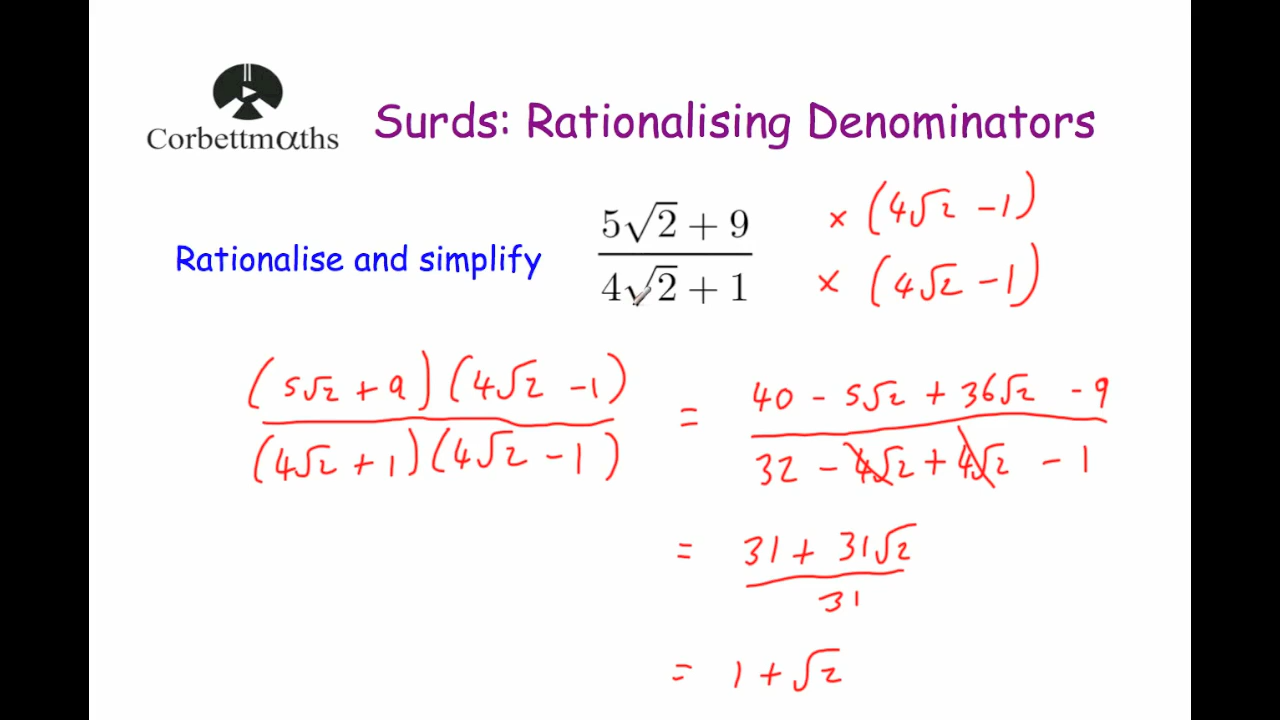 Corbettmαths
Surds: Rationalising Denominators
Rationalise and simplify
5√2 + 9 × (4√2 - 1)
4√2 + 1 × (4√2 - 1)
(5√2 + 9)(4√2 - 1) = 40 - 5√2 + 36√2 - 9
(4√2 + 1)(4√2 - 1) 32 - 4√2 + 4√2 - 1
= 31 + 31√2
31
= 1 + √2